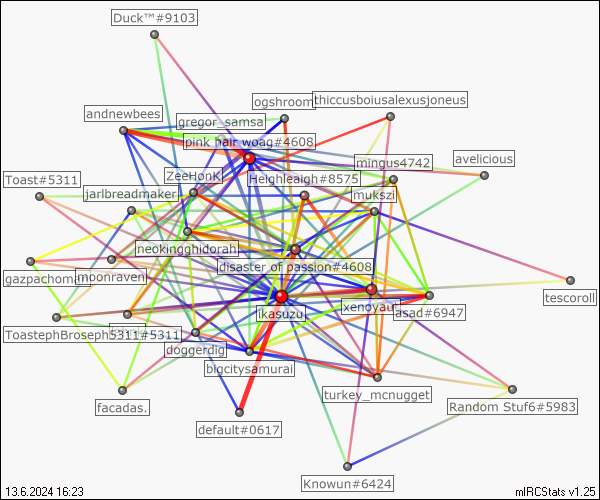 Duck™#9103
andnewbees
ogshroom
thiccusboiusalexusjoneus
gregor_samsa
pink hair woag#4608
mingus4742
avelicious
Toast#5311
ZeeHonK
Heighleaigh#8575
jarlbreadmaker
mukszi
neokingghidorah
gazpachoma
moonraven
disaster of passion#4608
tescoroll
ikasuzu
xengyau
asad#6947
ToastephBroseph5311#5311
doggerdig
bigcitysamurai
facadas.
turkey_mcnugget
Random Stuf6#5983
default#0617
Knowun#6424
13.6.2024 16:23
mIRCStats v1.25